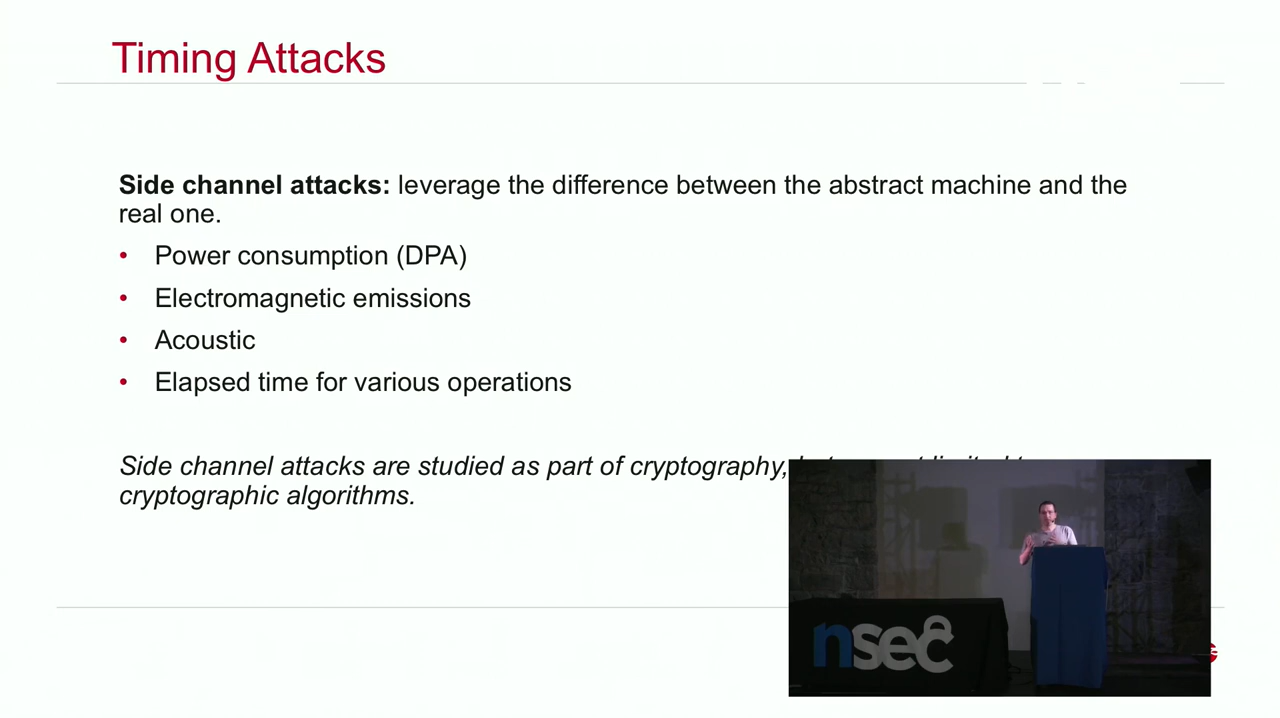 Timing Attacks
Side channel attacks: leverage the difference between the abstract machine and the
real one.
• Power consumption (DPA)
• Electromagnetic emissions
• Acoustic
• Elapsed time for various operations
Side channel attacks are studied as part of cryptography,
cryptographic algorithms.
nsec